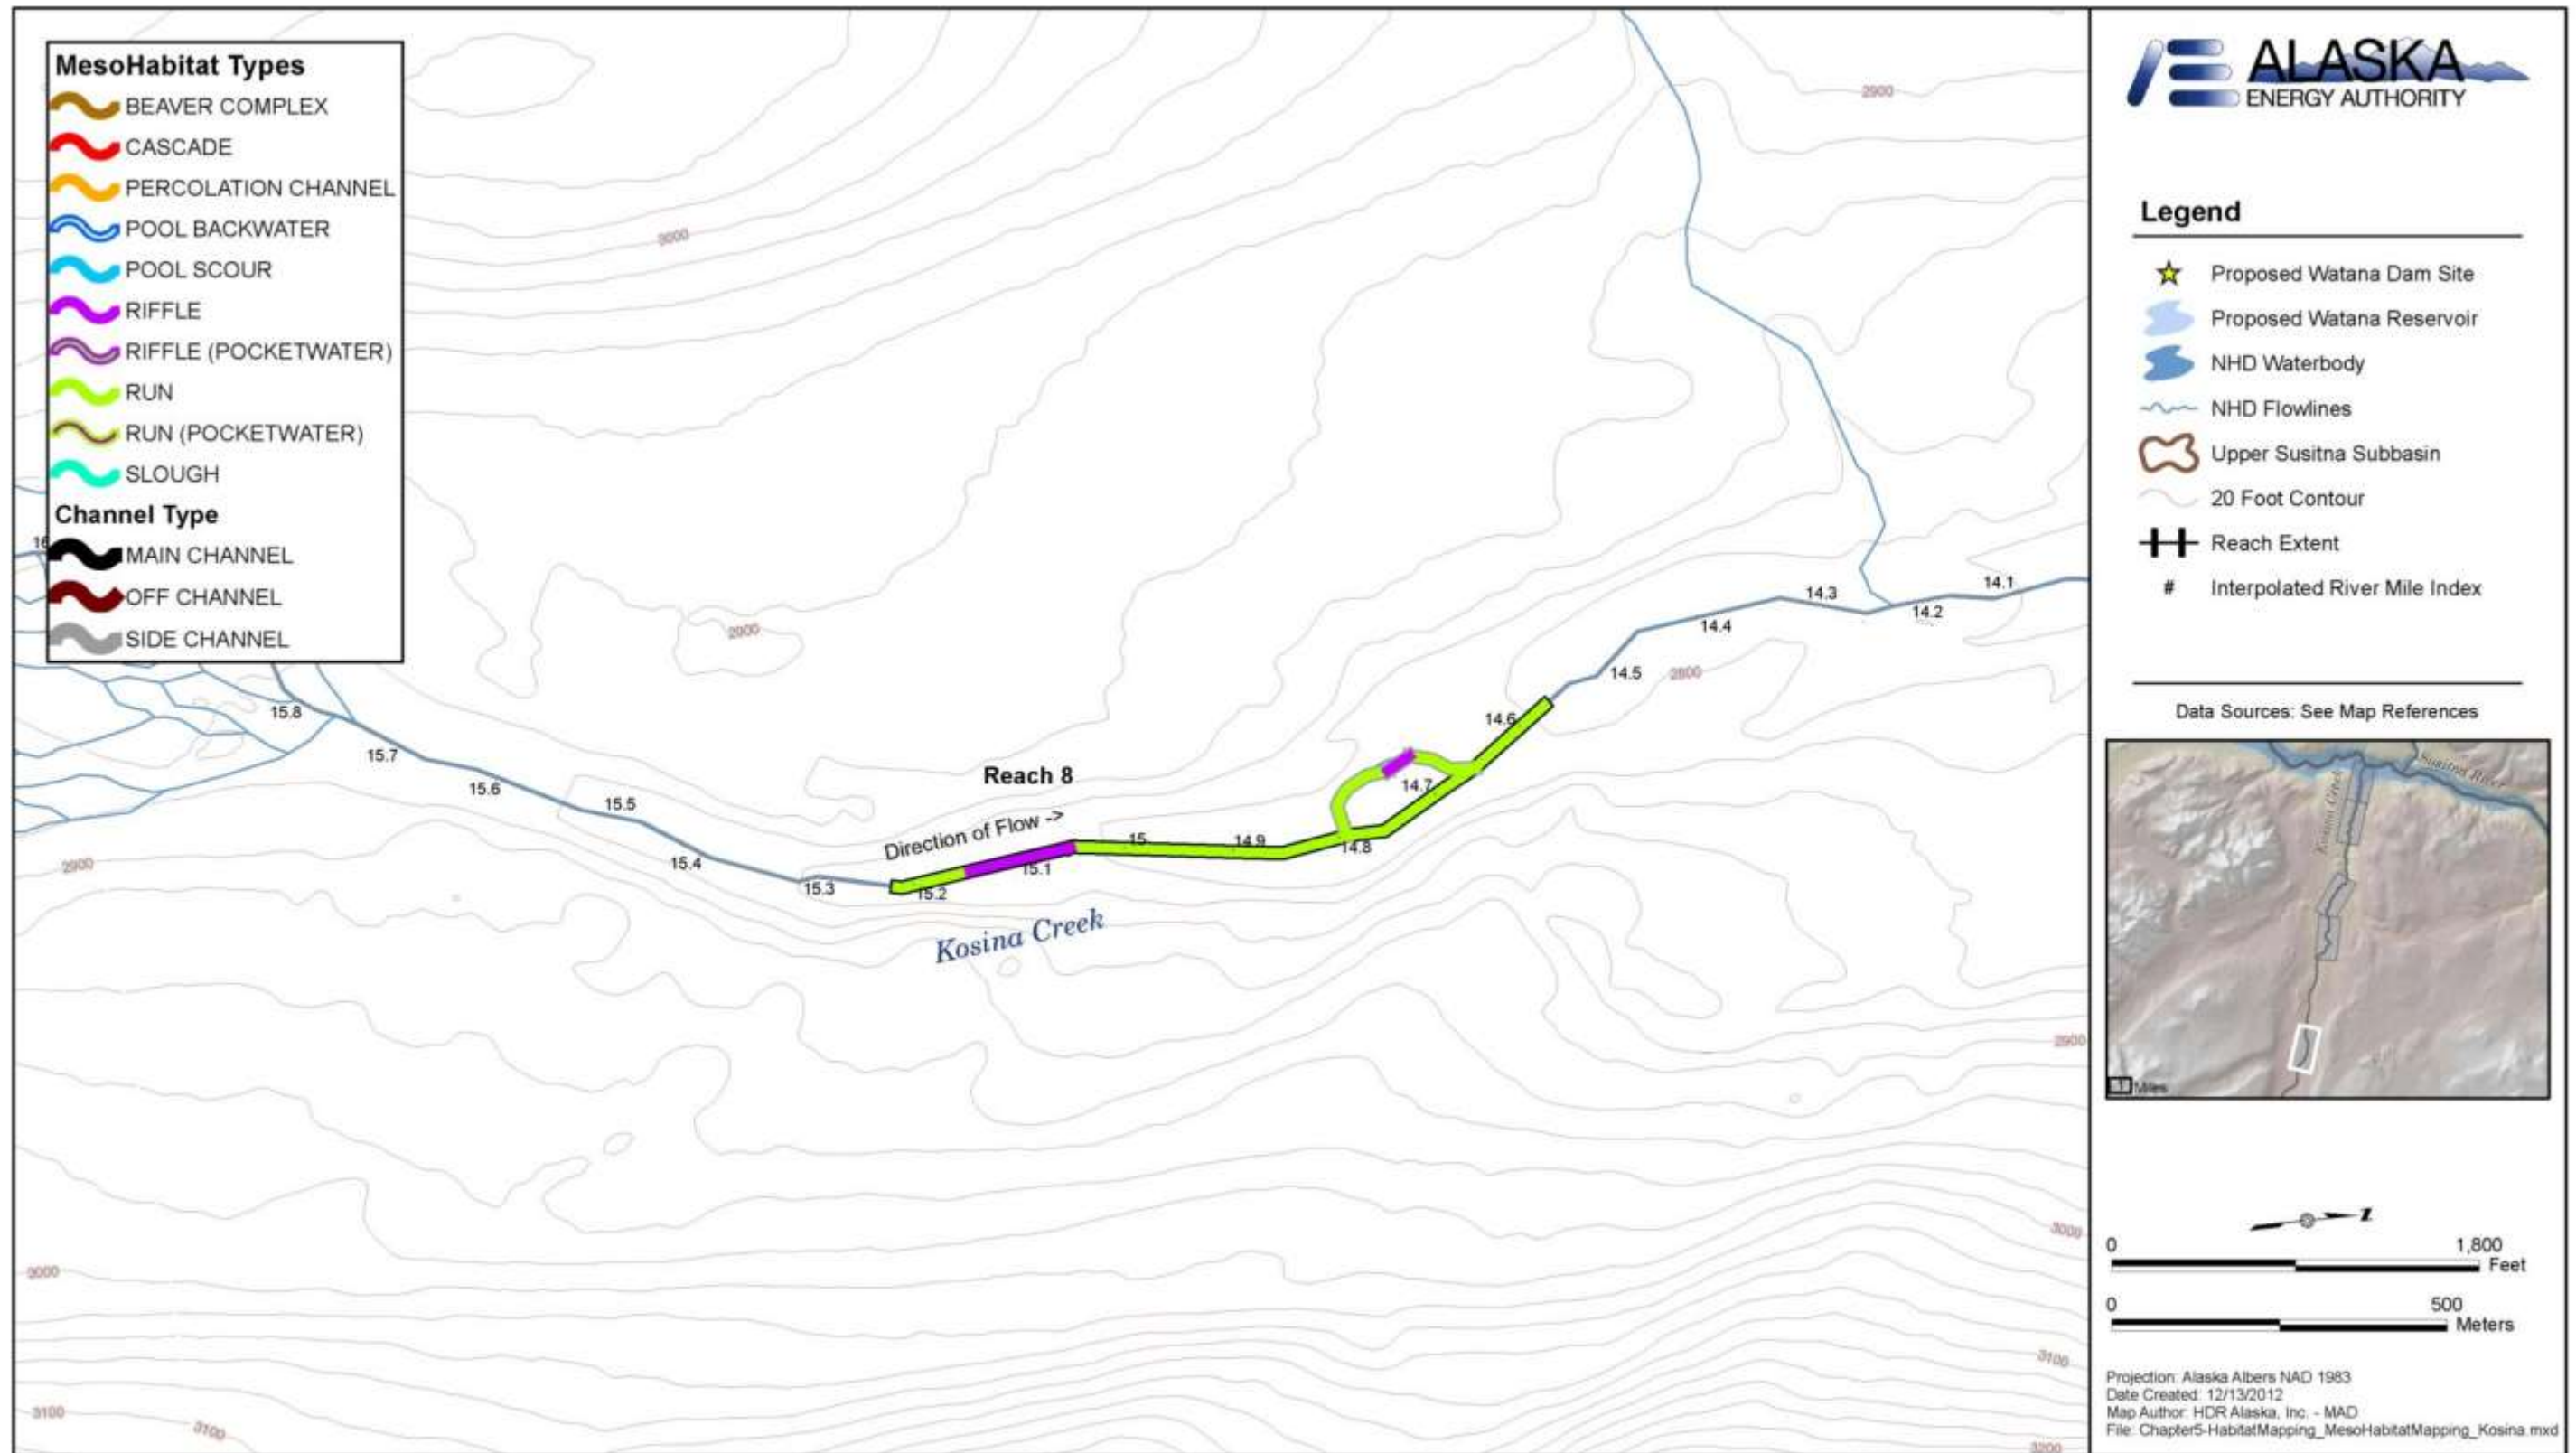 MesoHabitat Types
BEAVER COMPLEX
CASCADE
PERCOLATION CHANNEL
POOL BACKWATER
POOL SCOUR
RIFFLE
RIFFLE (POCKETWATER)
RUN
RUN (POCKETWATER)
SLOUGH
Channel Type
MAIN CHANNEL
OFF CHANNEL
SIDE CHANNEL
16
2900
3000
2900
14.1
14.3
14.2
14.4
14.5
2800
15.8
14.6
15.7
Reach 8
15.6
14.7
15.5
Direction of Flow ->
15
14.9
14.8
15.4
2900
15.1
15.3
15.2
Kosina Creek
2900
3000
3000
3100
3100
3100
3200
ALASKA
ENERGY AUTHORITY
Legend
Proposed Watana Dam Site
Proposed Watana Reservoir
NHD Waterbody
NHD Flowlines
Upper Susitna Subbasin
20 Foot Contour
Reach Extent
# Interpolated River Mile Index
Data Sources: See Map References
Susitna River
Kosina Creek
1 Miles
Z
0 1,800
Feet
0 500
Meters
Projection: Alaska Albers NAD 1983
Date Created: 12/13/2012
Map Author: HDR Alaska, Inc. - MAD
File: Chapter5-HabitatMapping_MesoHabitatMapping_Kosina.mxd